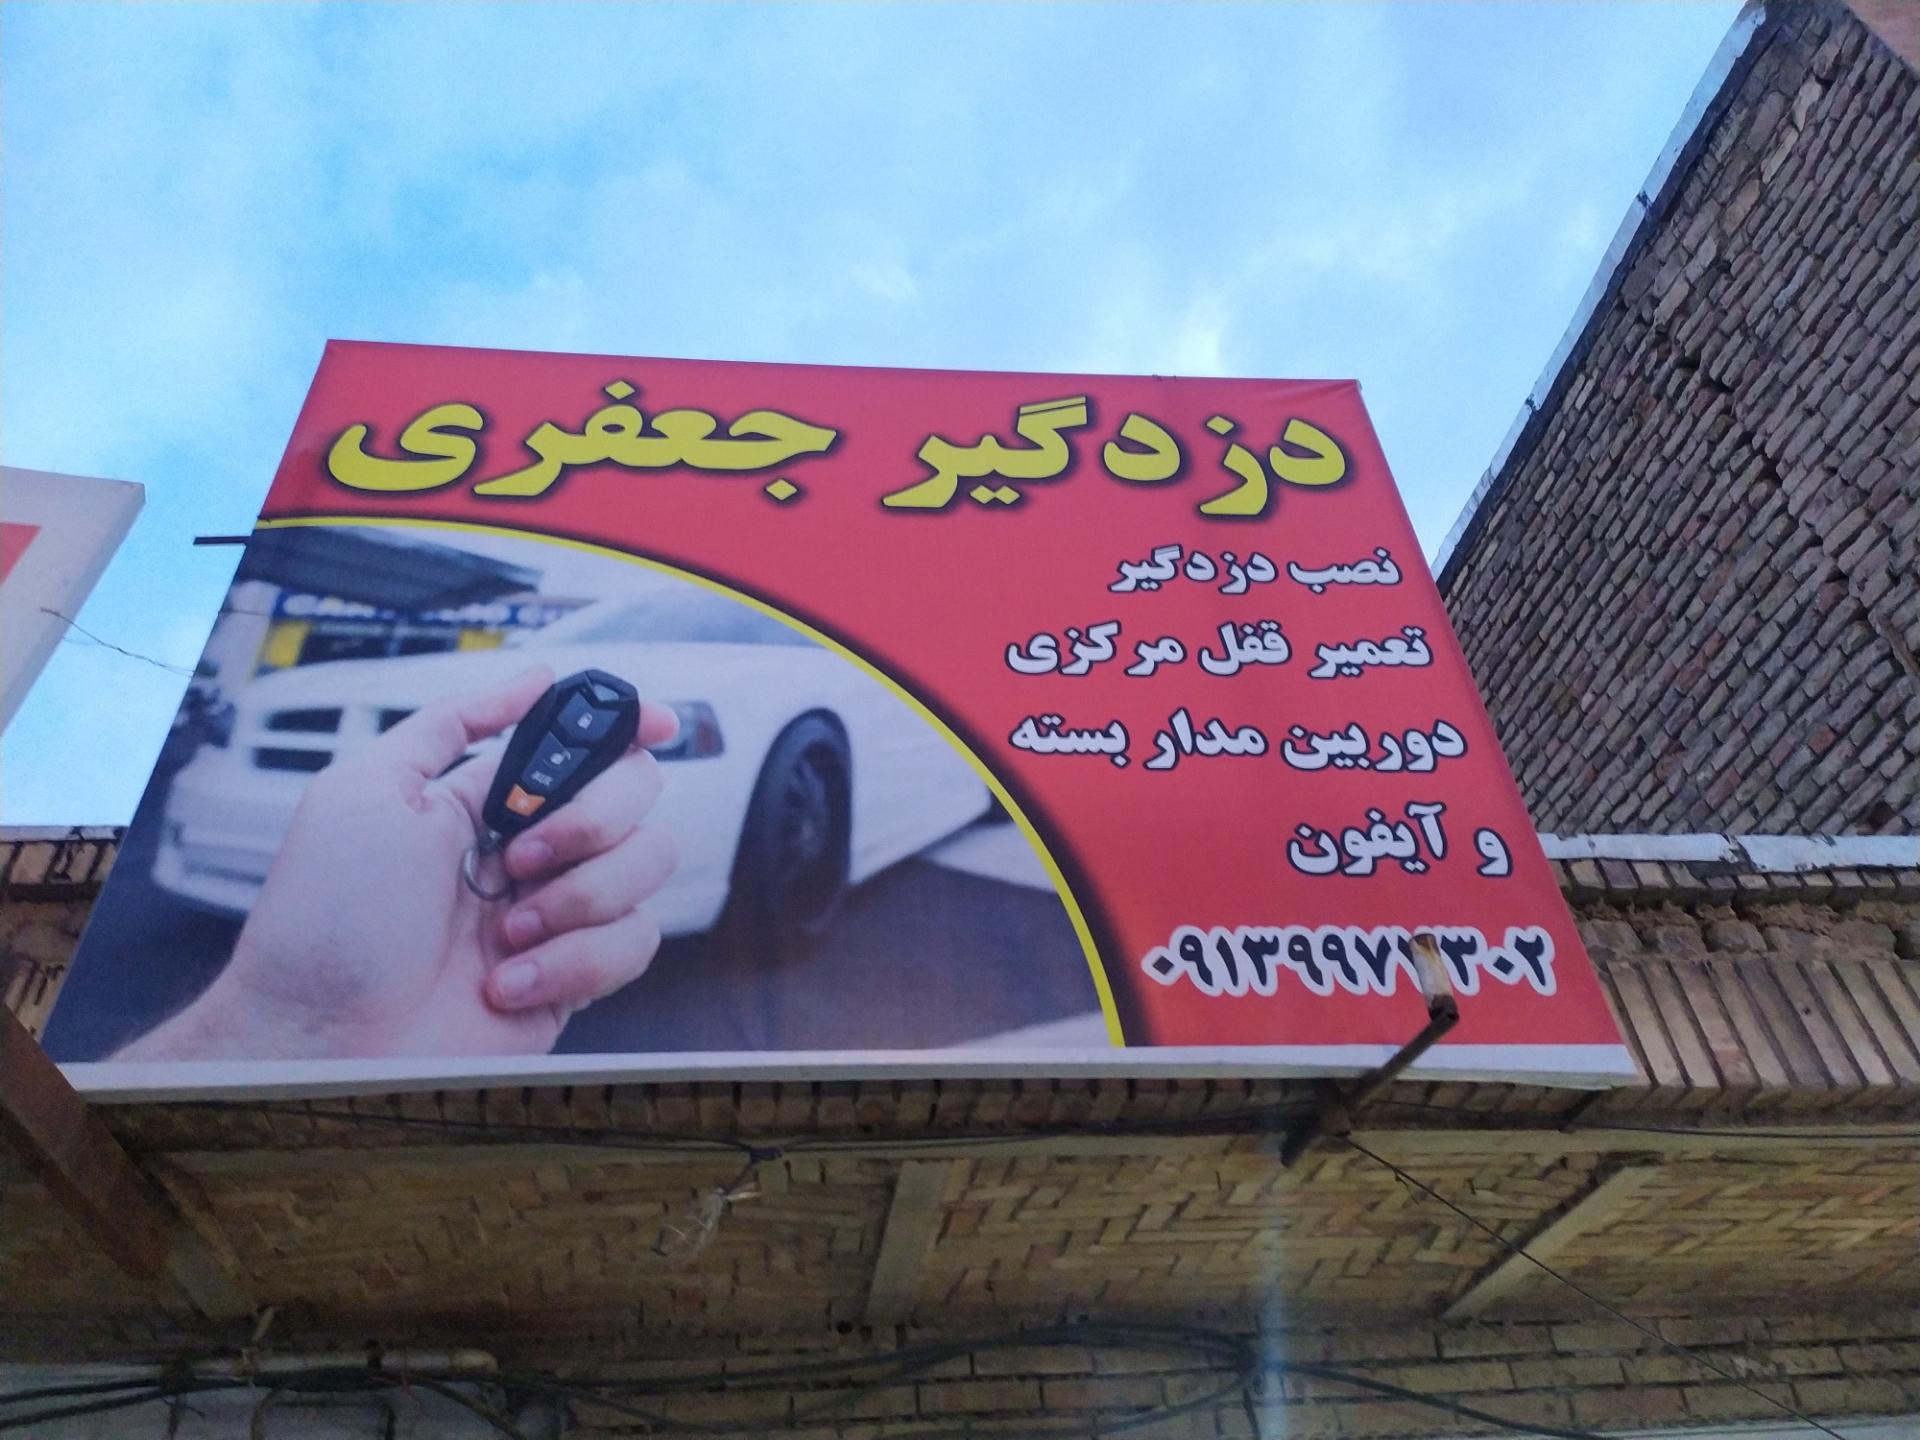 دزدگیر جعفری
نصب دزدگیر
تعمیر قفل مرکزی
دوربین مدار بسته
و آیفون